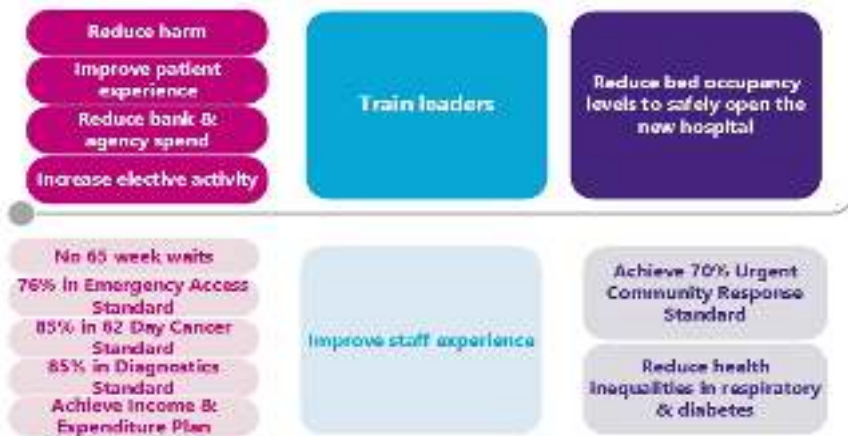 Reduce harm
Improve patient
experience
Reduce bank &
agency spend
Increase elective activity
Train leaders
Reduce bed occupancy
levels to safely open the
new hospital
No 65 week waits
76% in Emergency Access
Standard
85% in 62 Day Cancer
Standard
85% in Diagnostics
Standard
Achieve Income &
Expenditure Plan
Improve staff experience
Achieve 70% Urgent
Community Response
Standard
Reduce health
inequalities in respiratory
& diabetes